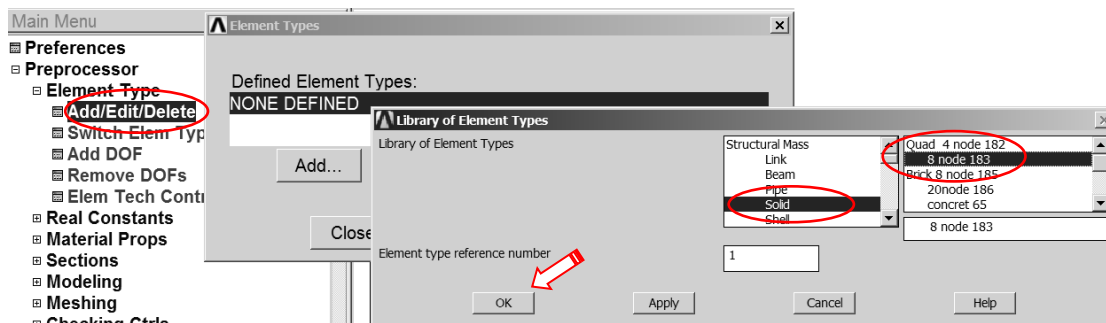 Main Menu
Preferences
Preprocessor
Element Type
Add/Edit/Delete
Switch Elem Typ
Add DOF
Remove DOFs
Elem Tech Contr
Real Constants
Material Props
Sections
Modeling
Meshing
Checking Ctrls
Element Types
Defined Element Types:
NONE DEFINED
Add...
Close
Library of Element Types
Library of Element Types
Structural Mass
Link
Beam
Pipe
Solid
Shell
Quad 4 node 182
8 node 183
Brick 8 node 185
20node 186
concret 65
8 node 183
Element type reference number
1
OK
Apply
Cancel
Help